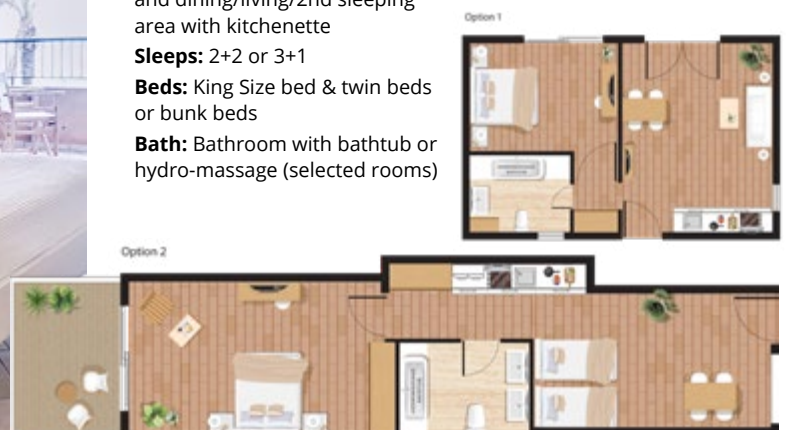 and dining/living/2nd sleeping
area with kitchenette
Sleeps: 2+2 or 3+1
Beds: King Size bed & twin beds
or bunk beds
Bath: Bathroom with bathtub or
hydro-massage (selected rooms)
Option 1
Option 2